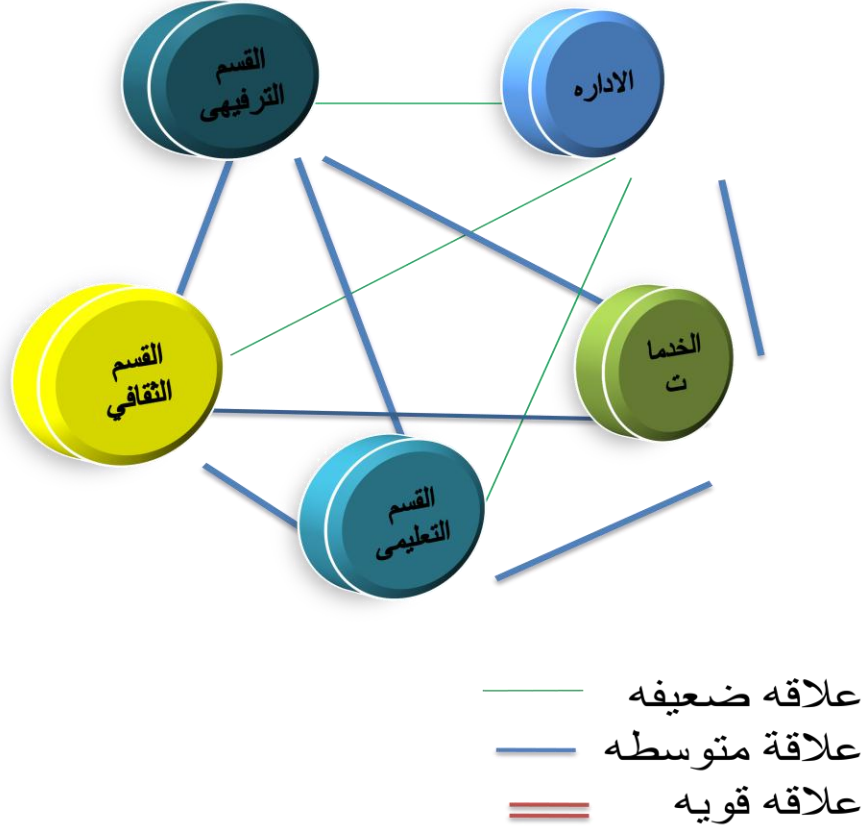 القسم
الترفيهى
الاداره
القسم
الثقافي
الخدما
ت
القسم
التعليمى
علاقه ضعيفه
علاقة متوسطه
علاقه قويه